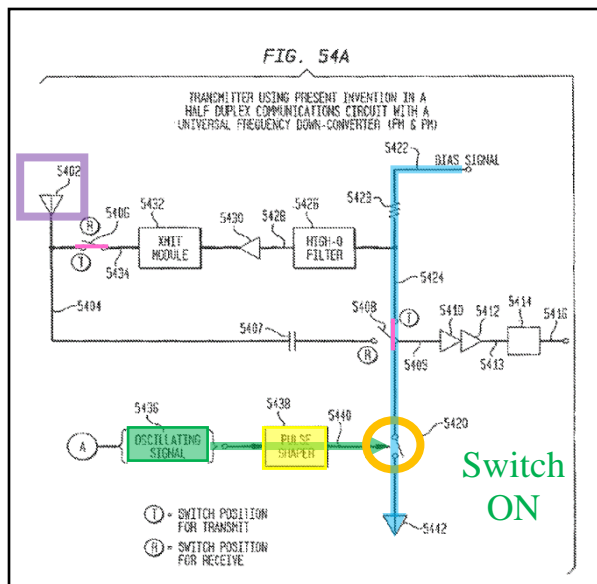 FIG. 54A
TRANSMITTER USING PRESENT INVENTION IN A
HALF DUPLEX COMMUNICATIONS CIRCUIT WITH A
UNIVERSAL FREQUENCY DOWN-CONVERTER (FM & PM)
5422
BIAS SIGNAL
5402
5423
5406
5432
5430
5428
5426
R
XMIT
MODULE
HIGH-Q
FILTER
T
5434
5424
5404
5408
T
5410
5412
5414
5416
5407
R
5409
5413
5436
5438
5440
5420
A
OSCILLATING
SIGNAL
PULSE
SHAPER
Switch
ON
T = SWITCH POSITION
FOR TRANSMIT
5442
R = SWITCH POSITION
FOR RECEIVE